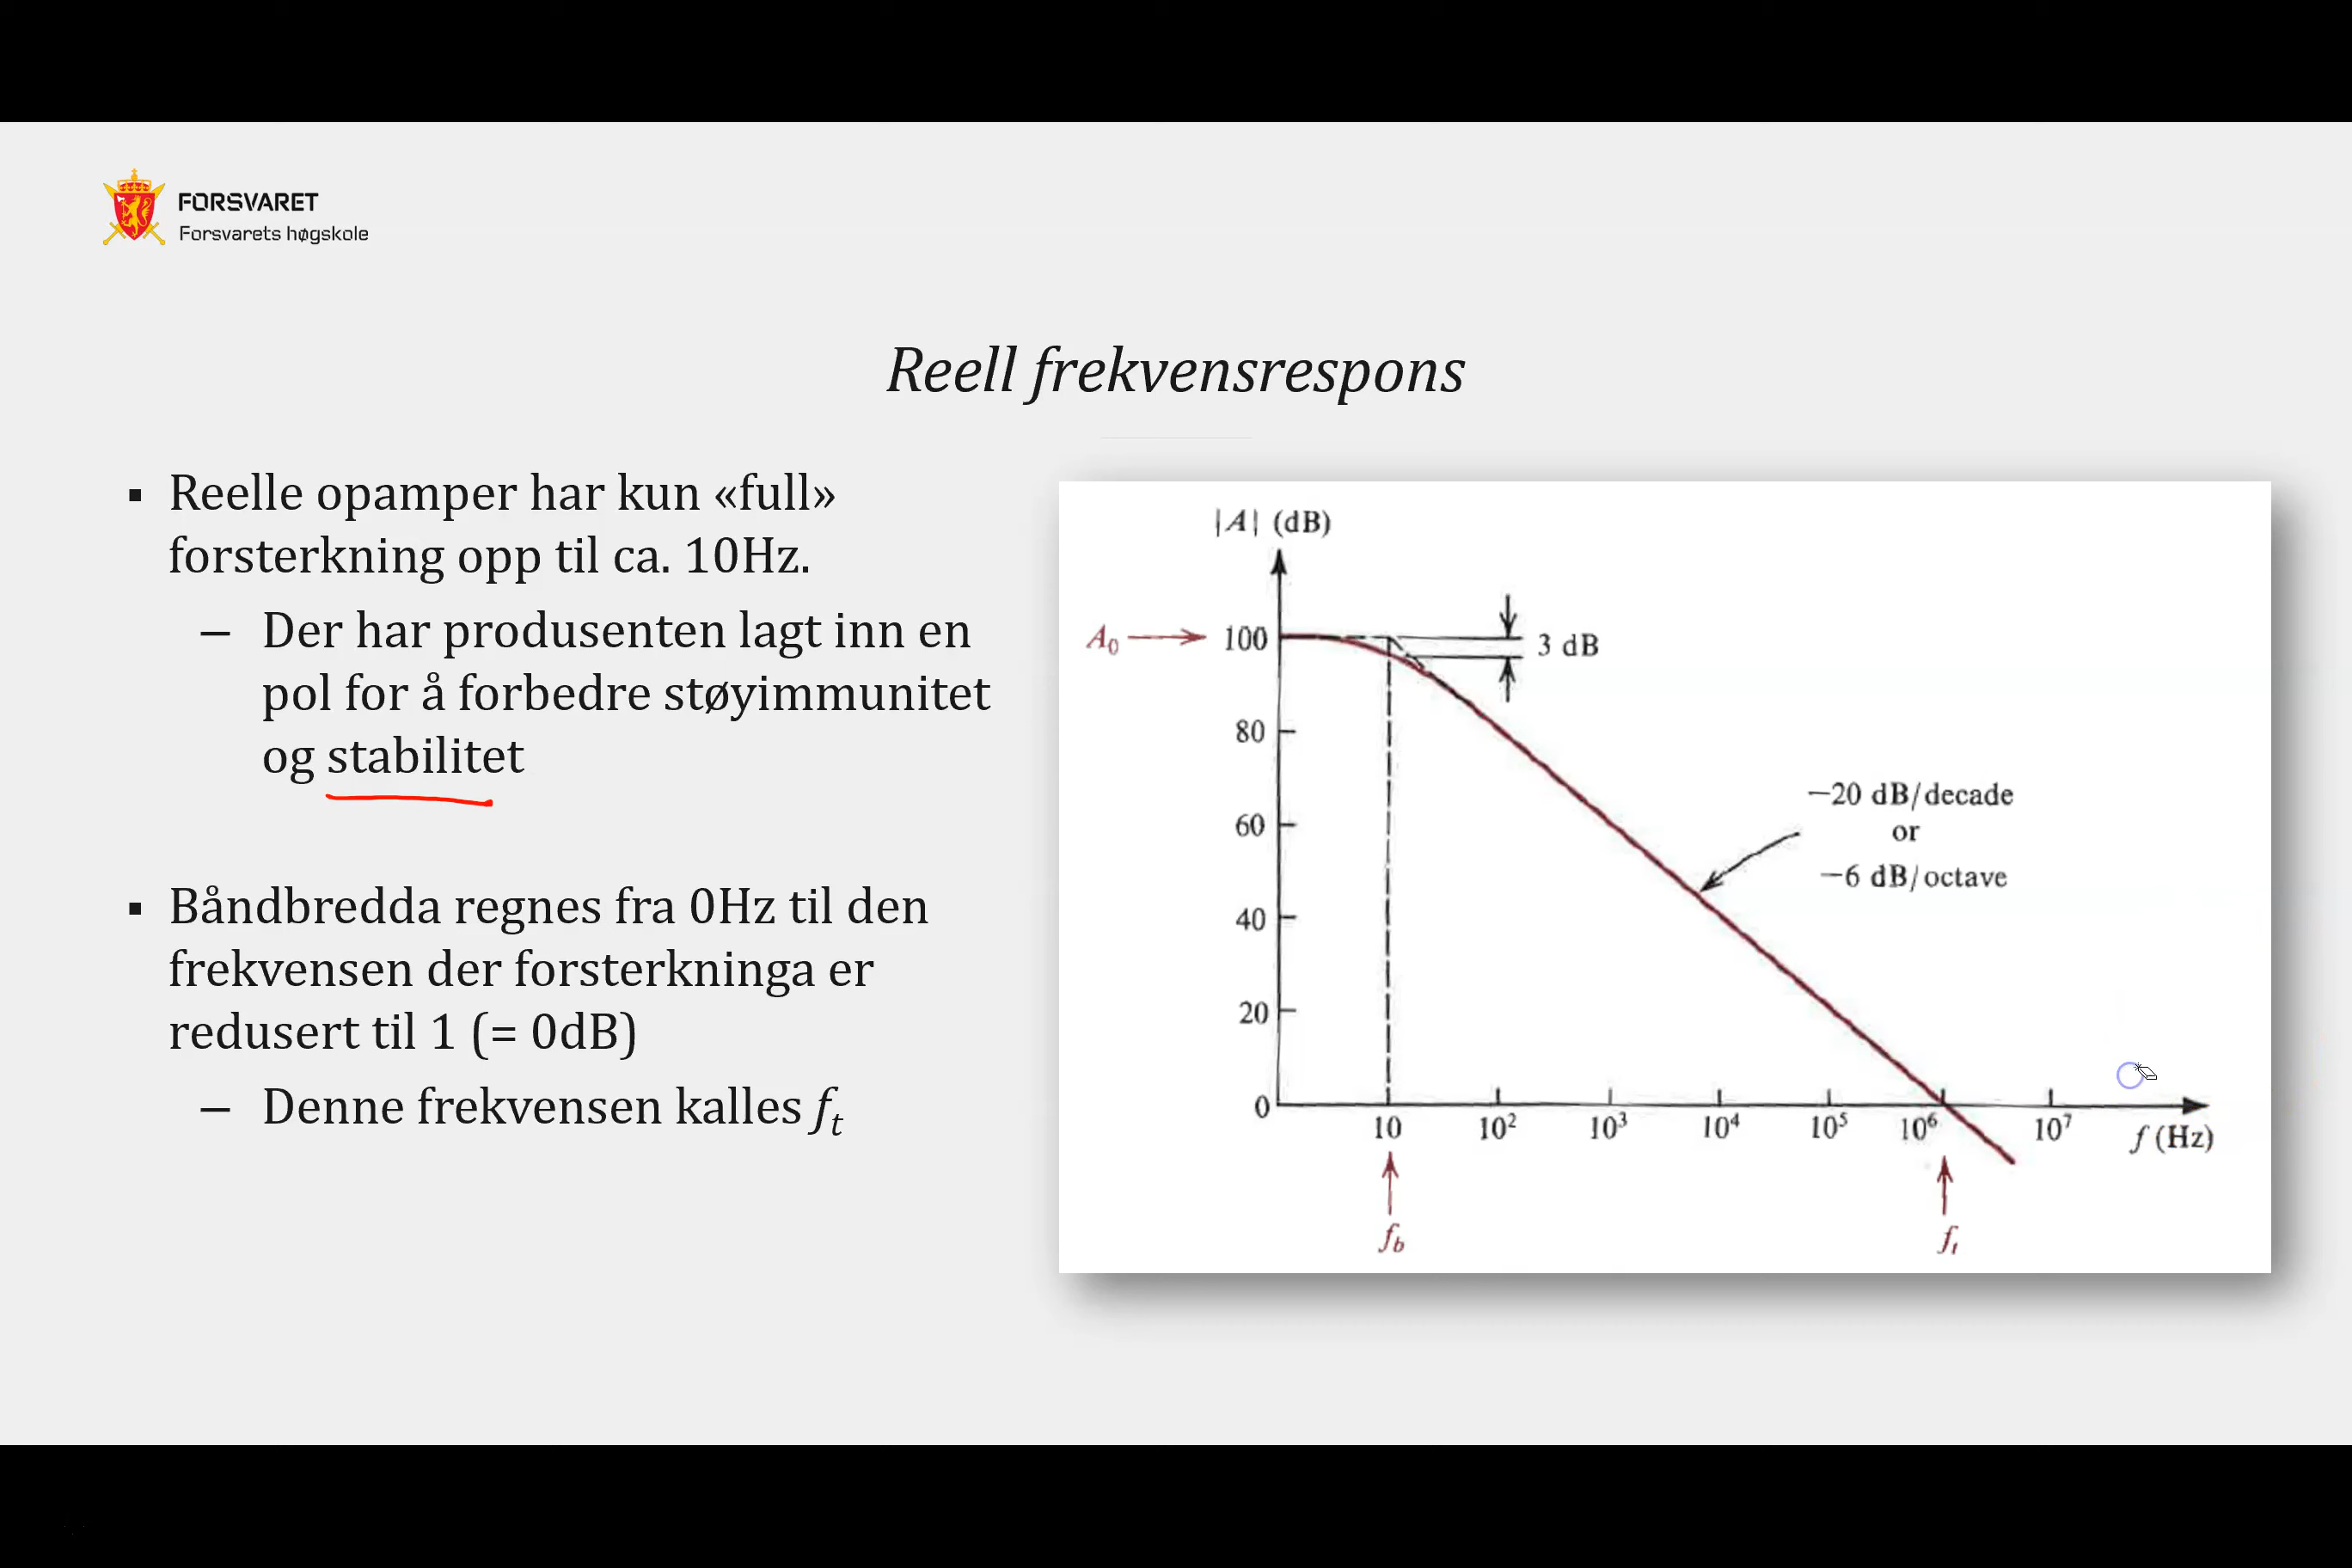 FORSVARET
Forsvarets høgskole
Reell frekvensrespons
▪ Reelle opamper har kun «full»
forsterkning opp til ca. 10Hz.
– Der har produsenten lagt inn en
pol for å forbedre støyimmunitet
og stabilitet
▪ Båndbredda regnes fra 0Hz til den
frekvensen der forsterkninga er
redusert til 1 (= 0dB)
– Denne frekvensen kalles fₜ
|A| (dB)
A₀
100
3 dB
80
60
40
20
0
−20 dB/decade
or
−6 dB/octave
10 10² 10³ 10⁴ 10⁵ 10⁶ 10⁷
f (Hz)
f_b
fₜ